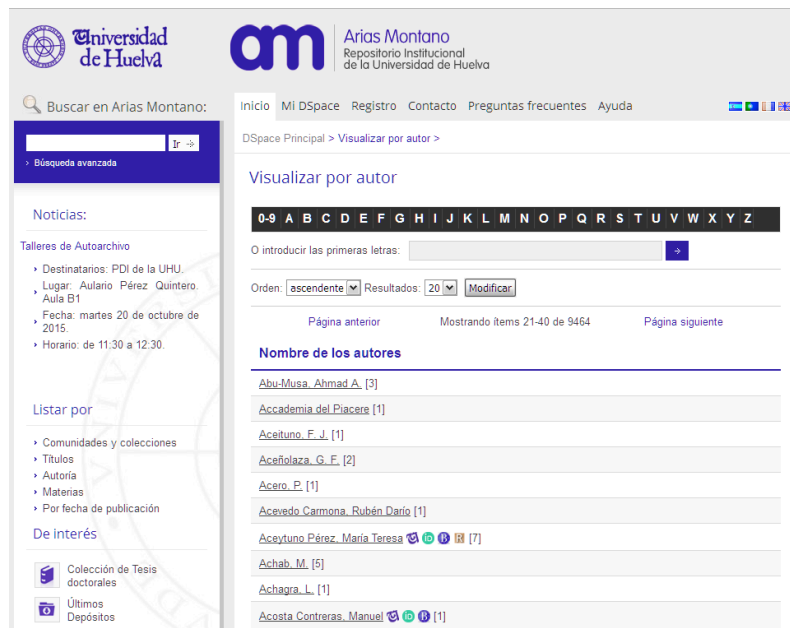 Universidad
de Huelva
am
Arias Montano
Repositorio Institucional
de la Universidad de Huelva
Buscar en Arias Montano:
Inicio Mi DSpace Registro Contacto Preguntas frecuentes Ayuda
Ir
› Búsqueda avanzada
DSpace Principal > Visualizar por autor >
Visualizar por autor
0-9 A B C D E F G H I J K L M N O P Q R S T U V W X Y Z
O introducir las primeras letras:
Orden: ascendente Resultados: 20 Modificar
Página anterior Mostrando ítems 21-40 de 9464 Página siguiente
Nombre de los autores
Abu-Musa, Ahmad A. [3]
Accademia del Piacere [1]
Aceituno, F. J. [1]
Aceñolaza, G. F. [2]
Acero, P. [1]
Acevedo Carmona, Rubén Darío [1]
Aceytuno Pérez, María Teresa [7]
Achab, M. [5]
Achagra, L. [1]
Acosta Contreras, Manuel [1]
Noticias:
Talleres de Autoarchivo
› Destinatarios: PDI de la UHU.
› Lugar: Aulario Pérez Quintero.
Aula B1
› Fecha: martes 20 de octubre de
2015.
› Horario: de 11:30 a 12:30.
Listar por
› Comunidades y colecciones
› Títulos
› Autoría
› Materias
› Por fecha de publicación
De interés
Colección de Tesis
doctorales
Últimos
Depósitos